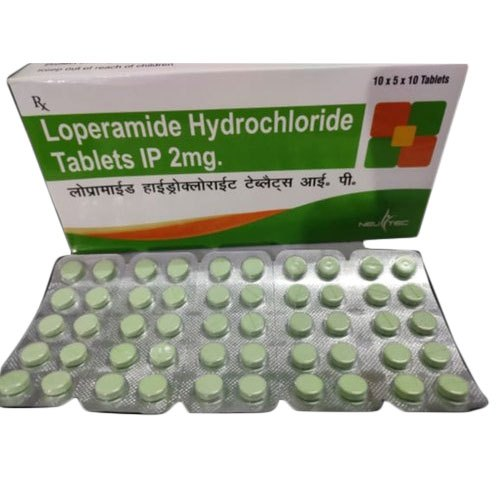 Keep out of reach of children
10 x 5 x 10 Tablets
Rx
Loperamide Hydrochloride
Tablets IP 2mg.
लोप्रामाईड हाईड्रोक्लोराईट टेब्लैट्स आई. पी.
NEUTEC